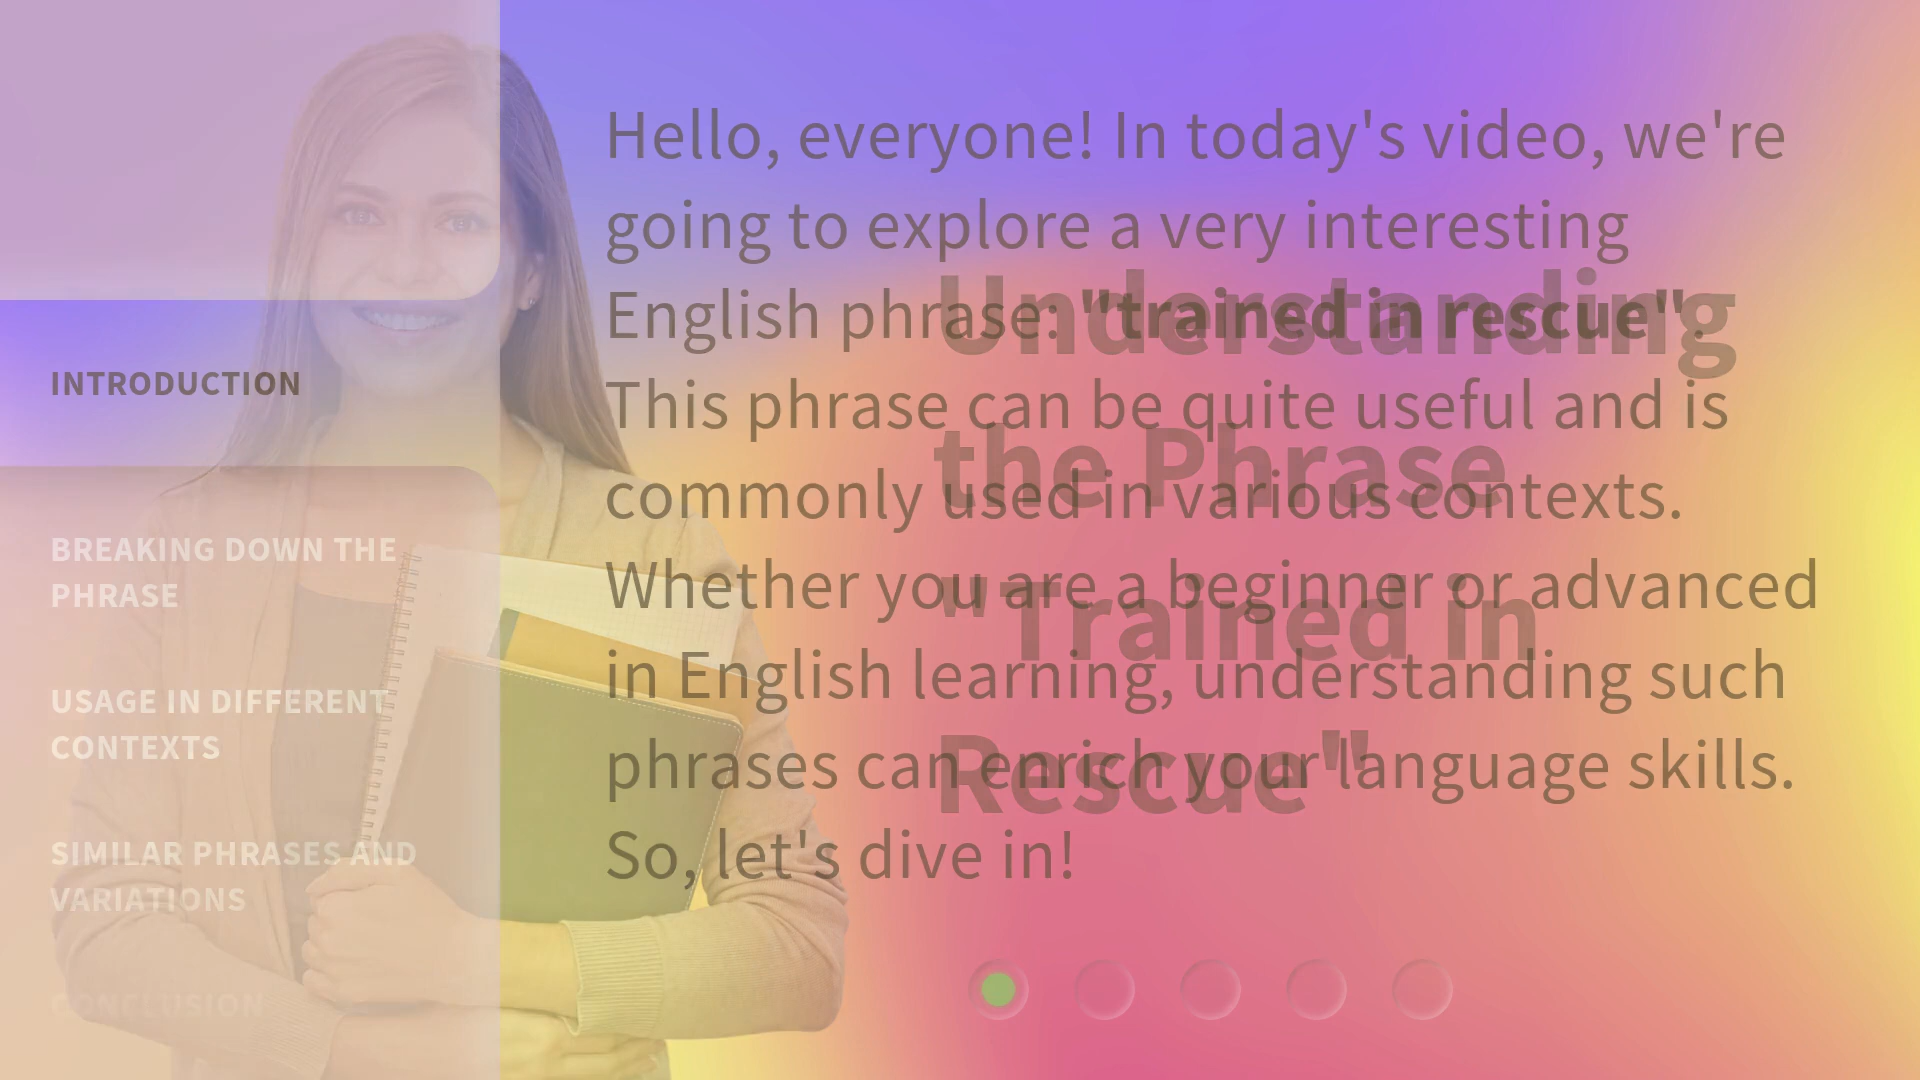 INTRODUCTION
BREAKING DOWN THE
PHRASE
USAGE IN DIFFERENT
CONTEXTS
SIMILAR PHRASES AND
VARIATIONS
CONCLUSION
Hello, everyone! In today's video, we're
going to explore a very interesting
English phrase: "trained in rescue".
This phrase can be quite useful and is
commonly used in various contexts.
Whether you are a beginner or advanced
in English learning, understanding such
phrases can enrich your language skills.
So, let's dive in!
Understanding
the Phrase
"Trained in
Rescue"